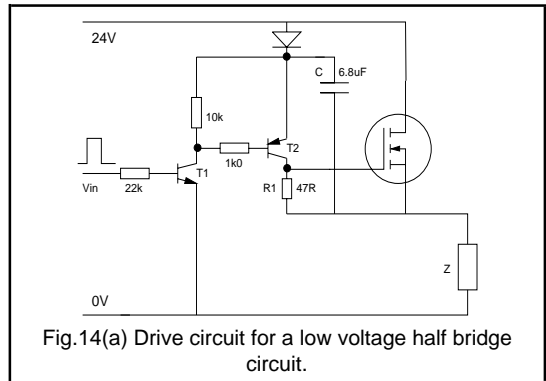 24V
C 6.8uF
10k
T2
1k0
Vin
22k
T1
R1 47R
Z
0V
Fig.14(a) Drive circuit for a low voltage half bridge
circuit.